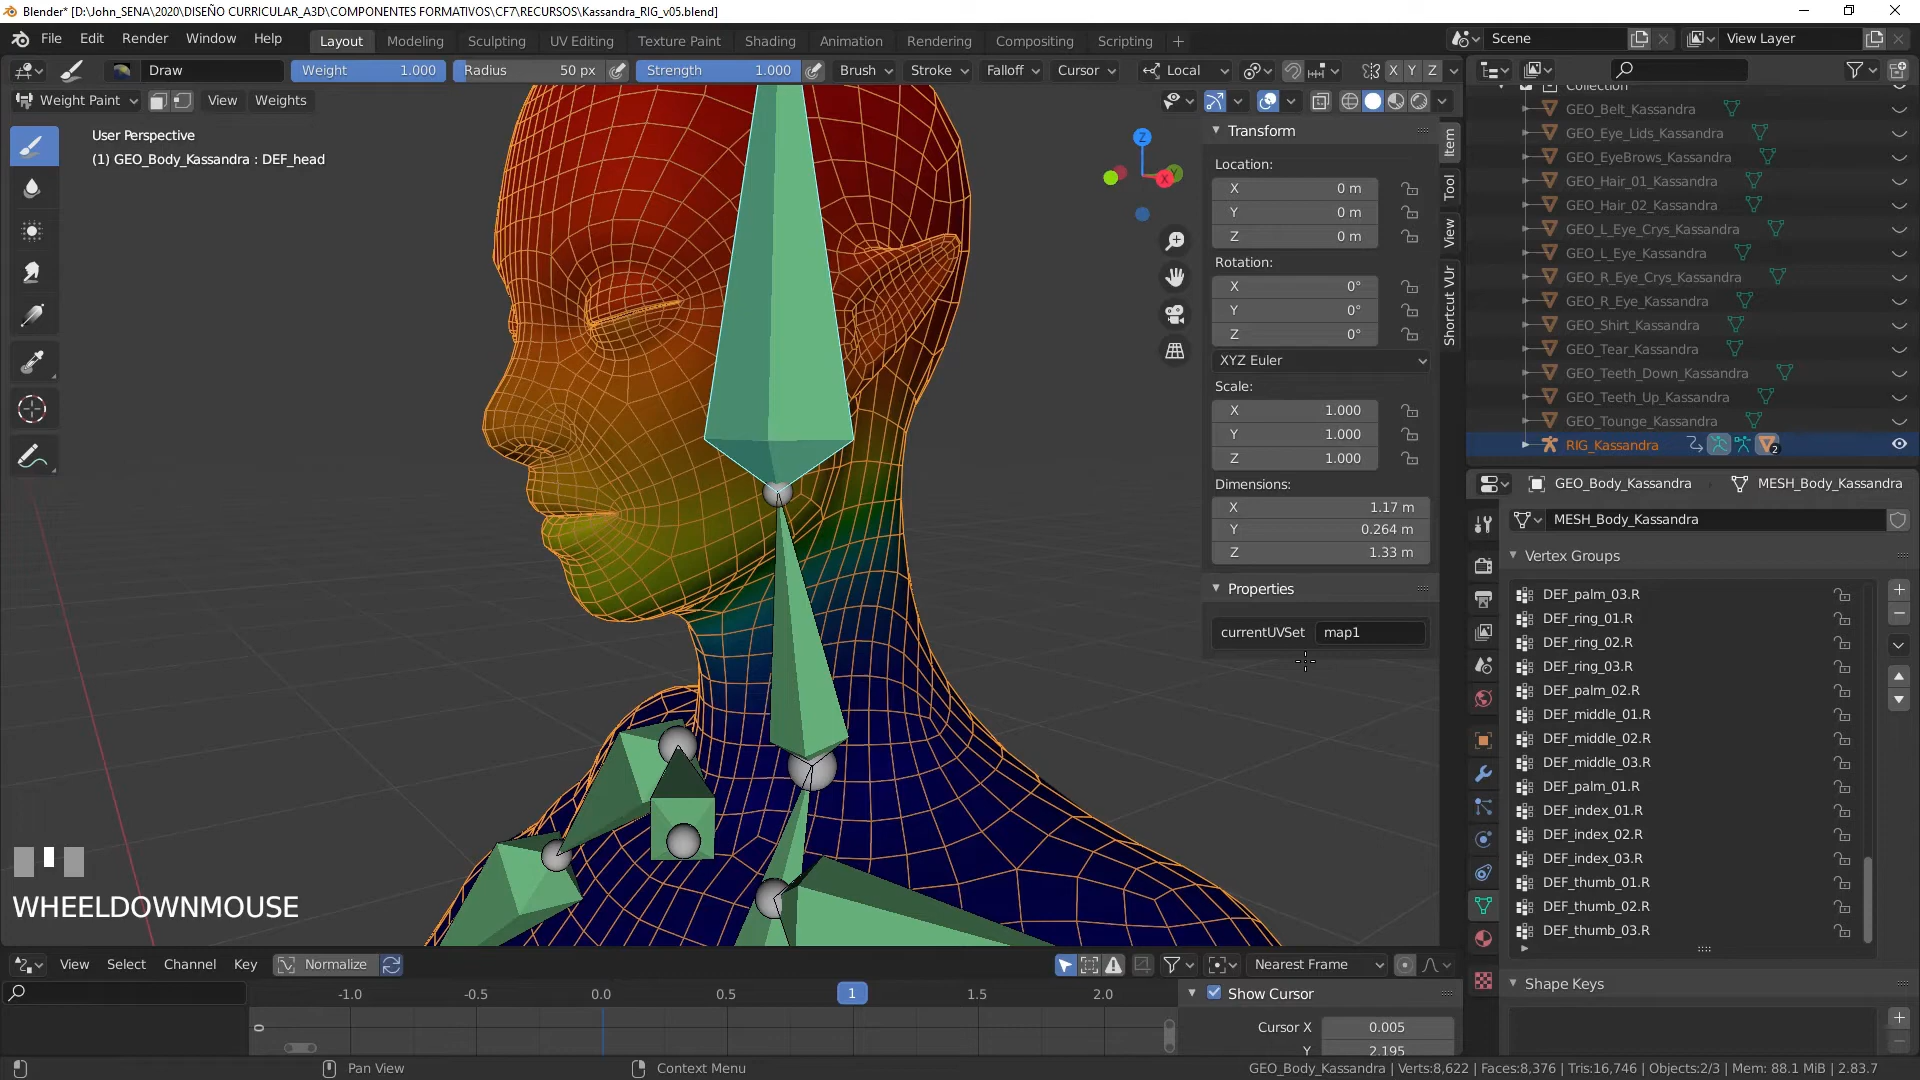 Blender* [D:\John_SENA\2020\DISEÑO CURRICULAR_A3D\COMPONENTES FORMATIVOS\CF7\RECURSOS\Kassandra_RIG_v05.blend]
File Edit Render Window Help
Layout Modeling Sculpting UV Editing Texture Paint Shading Animation Rendering Compositing Scripting +
Scene View Layer
Draw Weight 1.000 Radius 50 px Strength 1.000 Brush Stroke Falloff Cursor Local X Y Z
Weight Paint View Weights
User Perspective
(1) GEO_Body_Kassandra : DEF_head
Z
X
Transform
Location:
X 0 m
Y 0 m
Z 0 m
Rotation:
X 0°
Y 0°
Z 0°
XYZ Euler
Scale:
X 1.000
Y 1.000
Z 1.000
Dimensions:
X 1.17 m
Y 0.264 m
Z 1.33 m
Properties
currentUVSet map1
Item
Tool
View
Shortcut VUr
Collection
GEO_Belt_Kassandra
GEO_Eye_Lids_Kassandra
GEO_EyeBrows_Kassandra
GEO_Hair_01_Kassandra
GEO_Hair_02_Kassandra
GEO_L_Eye_Crys_Kassandra
GEO_L_Eye_Kassandra
GEO_R_Eye_Crys_Kassandra
GEO_R_Eye_Kassandra
GEO_Shirt_Kassandra
GEO_Tear_Kassandra
GEO_Teeth_Down_Kassandra
GEO_Teeth_Up_Kassandra
GEO_Tounge_Kassandra
RIG_Kassandra 2
GEO_Body_Kassandra MESH_Body_Kassandra
MESH_Body_Kassandra
Vertex Groups
DEF_palm_03.R
DEF_ring_01.R
DEF_ring_02.R
DEF_ring_03.R
DEF_palm_02.R
DEF_middle_01.R
DEF_middle_02.R
DEF_middle_03.R
DEF_palm_01.R
DEF_index_01.R
DEF_index_02.R
DEF_index_03.R
DEF_thumb_01.R
DEF_thumb_02.R
DEF_thumb_03.R
Shape Keys
WHEELDOWNMOUSE
View Select Channel Key Normalize Nearest Frame
-1.0 -0.5 0.0 0.5 1 1.5 2.0
0
Show Cursor
Cursor X 0.005
Y 2.195
Pan View Context Menu
GEO_Body_Kassandra | Verts:8,622 | Faces:8,376 | Tris:16,746 | Objects:2/3 | Mem: 88.1 MiB | 2.83.7